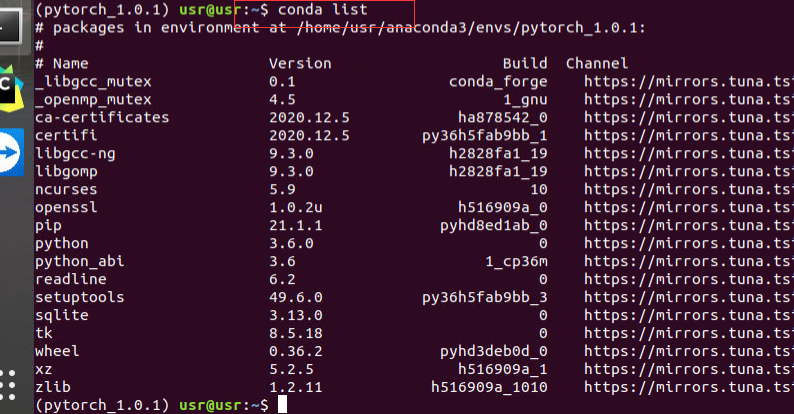 (pytorch_1.0.1) usr@usr:~$ conda list
# packages in environment at /home/usr/anaconda3/envs/pytorch_1.0.1:
#
# Name Version Build Channel
_libgcc_mutex 0.1 conda_forge https://mirrors.tuna.ts
_openmp_mutex 4.5 1_gnu https://mirrors.tuna.ts
ca-certificates 2020.12.5 ha878542_0 https://mirrors.tuna.ts
certifi 2020.12.5 py36h5fab9bb_1 https://mirrors.tuna.ts
libgcc-ng 9.3.0 h2828fa1_19 https://mirrors.tuna.ts
libgomp 9.3.0 h2828fa1_19 https://mirrors.tuna.ts
ncurses 5.9 10 https://mirrors.tuna.ts
openssl 1.0.2u h516909a_0 https://mirrors.tuna.ts
pip 21.1.1 pyhd8ed1ab_0 https://mirrors.tuna.ts
python 3.6.0 0 https://mirrors.tuna.ts
python_abi 3.6 1_cp36m https://mirrors.tuna.ts
readline 6.2 0 https://mirrors.tuna.ts
setuptools 49.6.0 py36h5fab9bb_3 https://mirrors.tuna.ts
sqlite 3.13.0 0 https://mirrors.tuna.ts
tk 8.5.18 0 https://mirrors.tuna.ts
wheel 0.36.2 pyhd3deb0d_0 https://mirrors.tuna.ts
xz 5.2.5 h516909a_1 https://mirrors.tuna.ts
zlib 1.2.11 h516909a_1010 https://mirrors.tuna.ts
(pytorch_1.0.1) usr@usr:~$